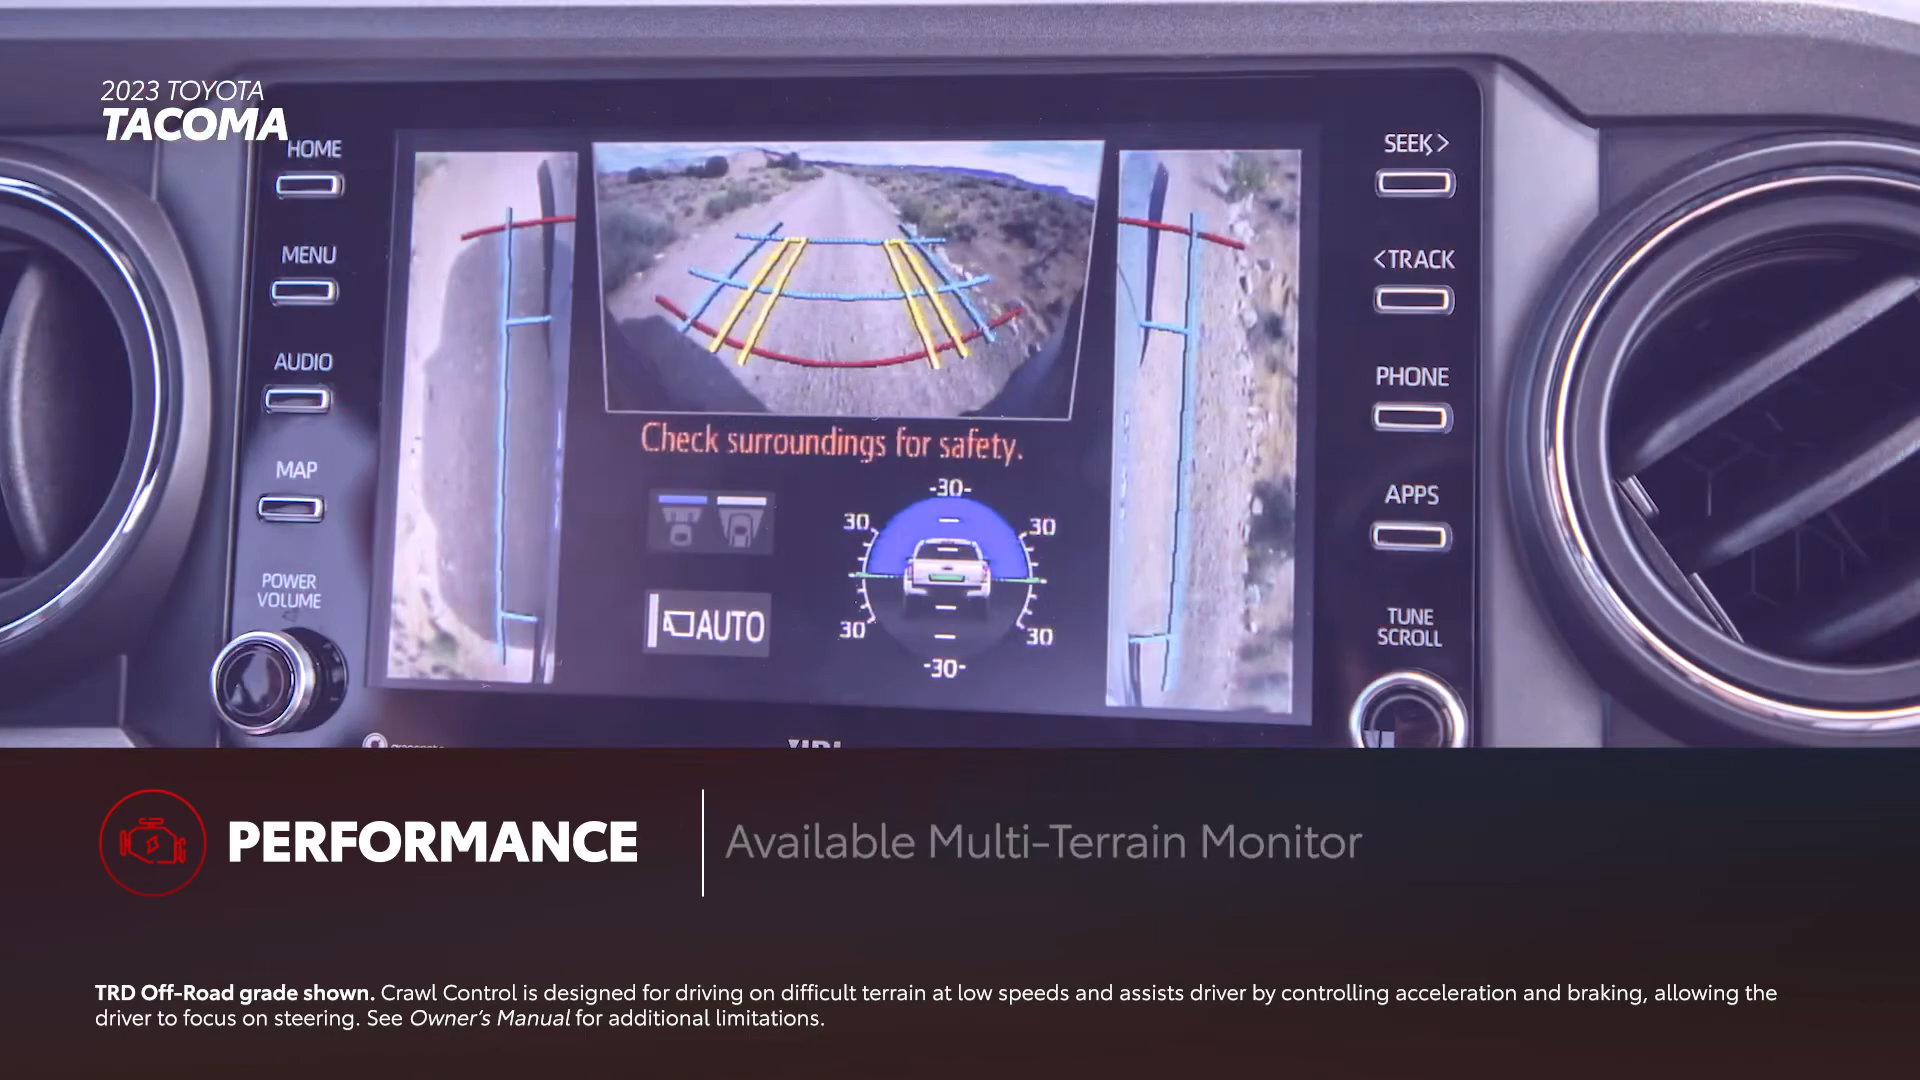 2023 TOYOTA
TACOMA
HOME
MENU
AUDIO
MAP
POWER
VOLUME
SEEK>
<TRACK
PHONE
APPS
TUNE
SCROLL
Check surroundings for safety.
AUTO
-30-
30 30
30 30
-30-
PERFORMANCE
Available Multi-Terrain Monitor
TRD Off-Road grade shown. Crawl Control is designed for driving on difficult terrain at low speeds and assists driver by controlling acceleration and braking, allowing the
driver to focus on steering. See Owner's Manual for additional limitations.